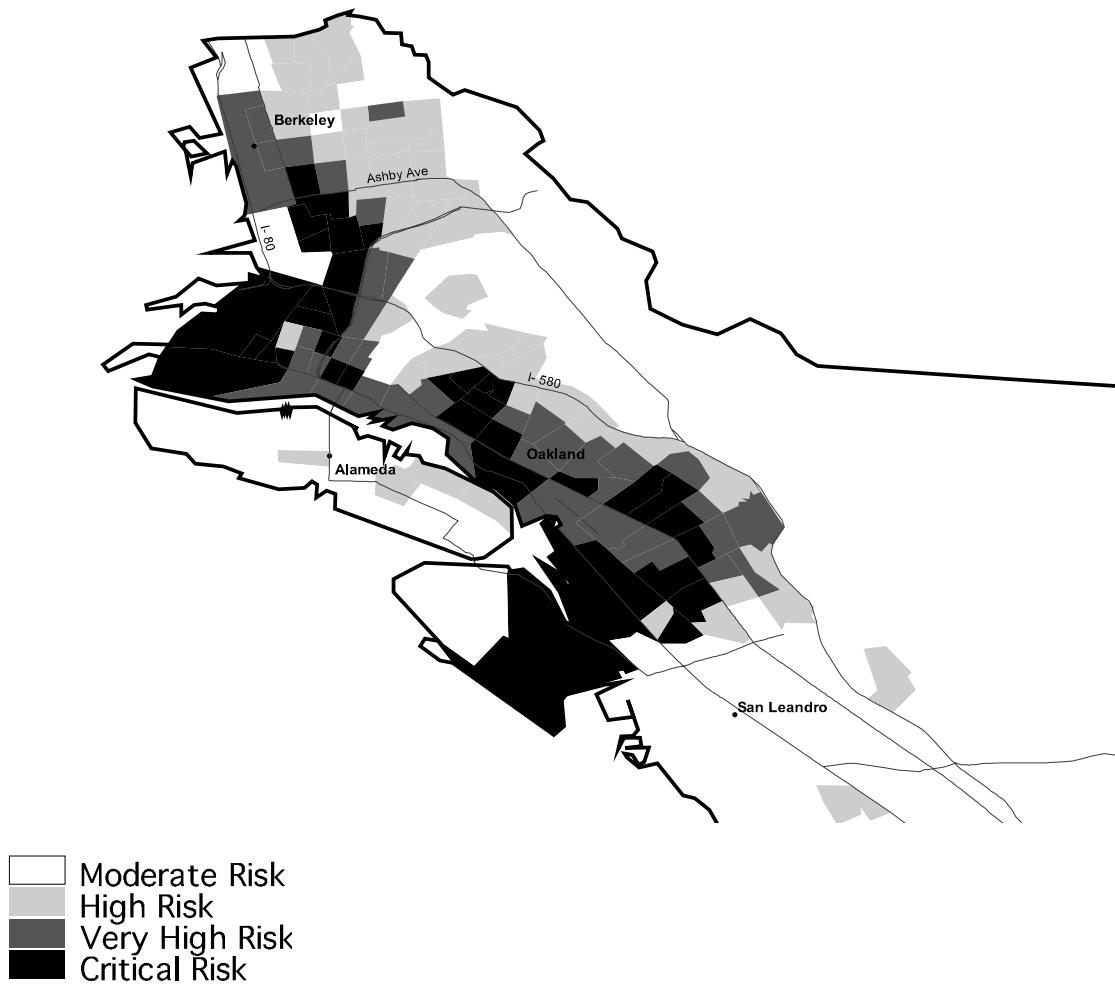 Berkeley
Ashby Ave
I- 80
I- 580
Oakland
Alameda
San Leandro
Moderate Risk
High Risk
Very High Risk
Critical Risk